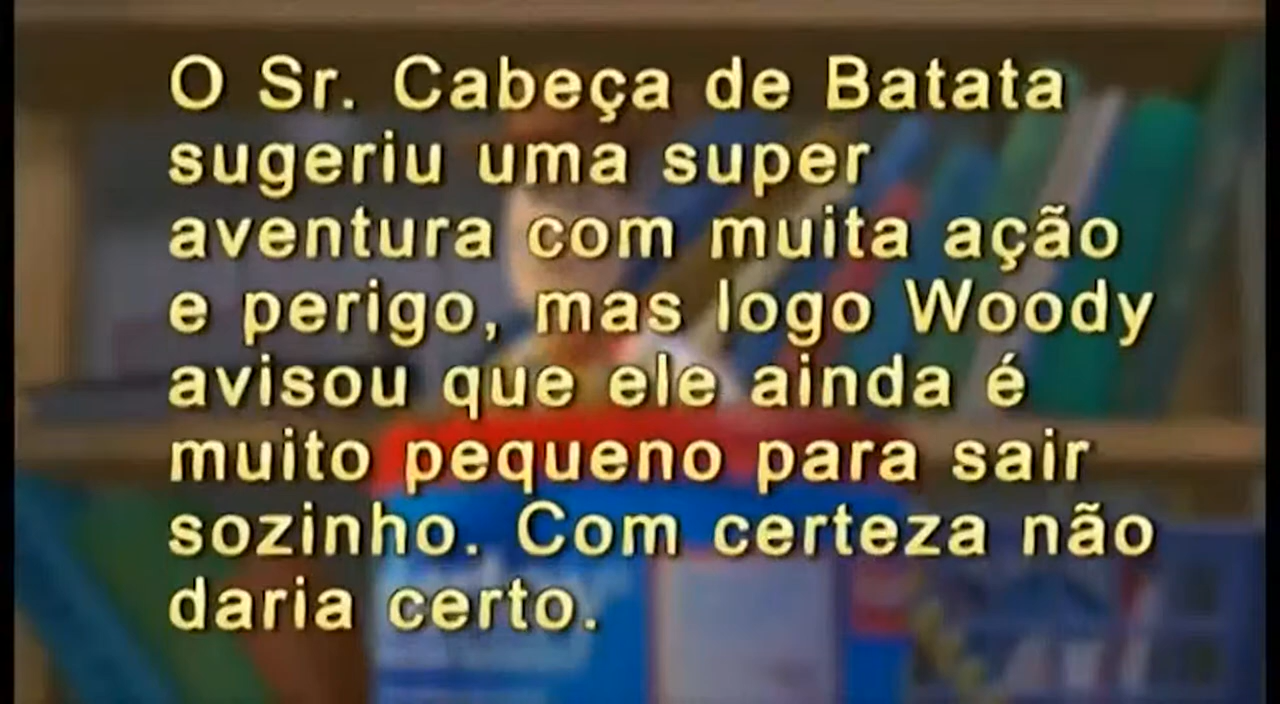 O Sr. Cabeça de Batata
sugeriu uma super
aventura com muita ação
e perigo, mas logo Woody
avisou que ele ainda é
muito pequeno para sair
sozinho. Com certeza não
daria certo.